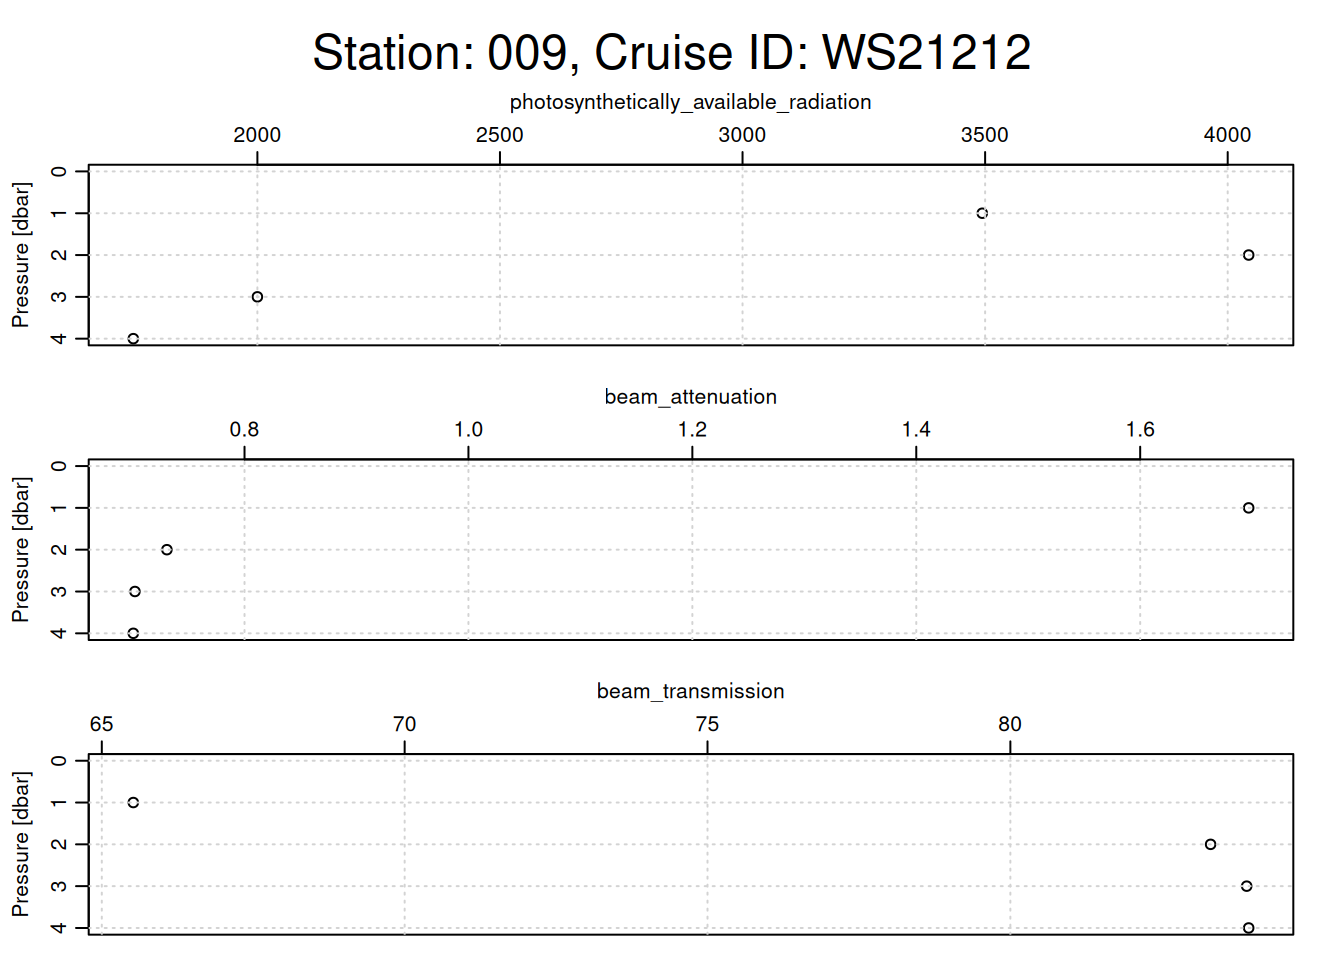 Station: 009, Cruise ID: WS21212
photosynthetically_available_radiation
2000 2500 3000 3500 4000
Pressure [dbar]
0
1
2
3
4
beam_attenuation
0.8 1.0 1.2 1.4 1.6
Pressure [dbar]
0
1
2
3
4
beam_transmission
65 70 75 80
Pressure [dbar]
0
1
2
3
4